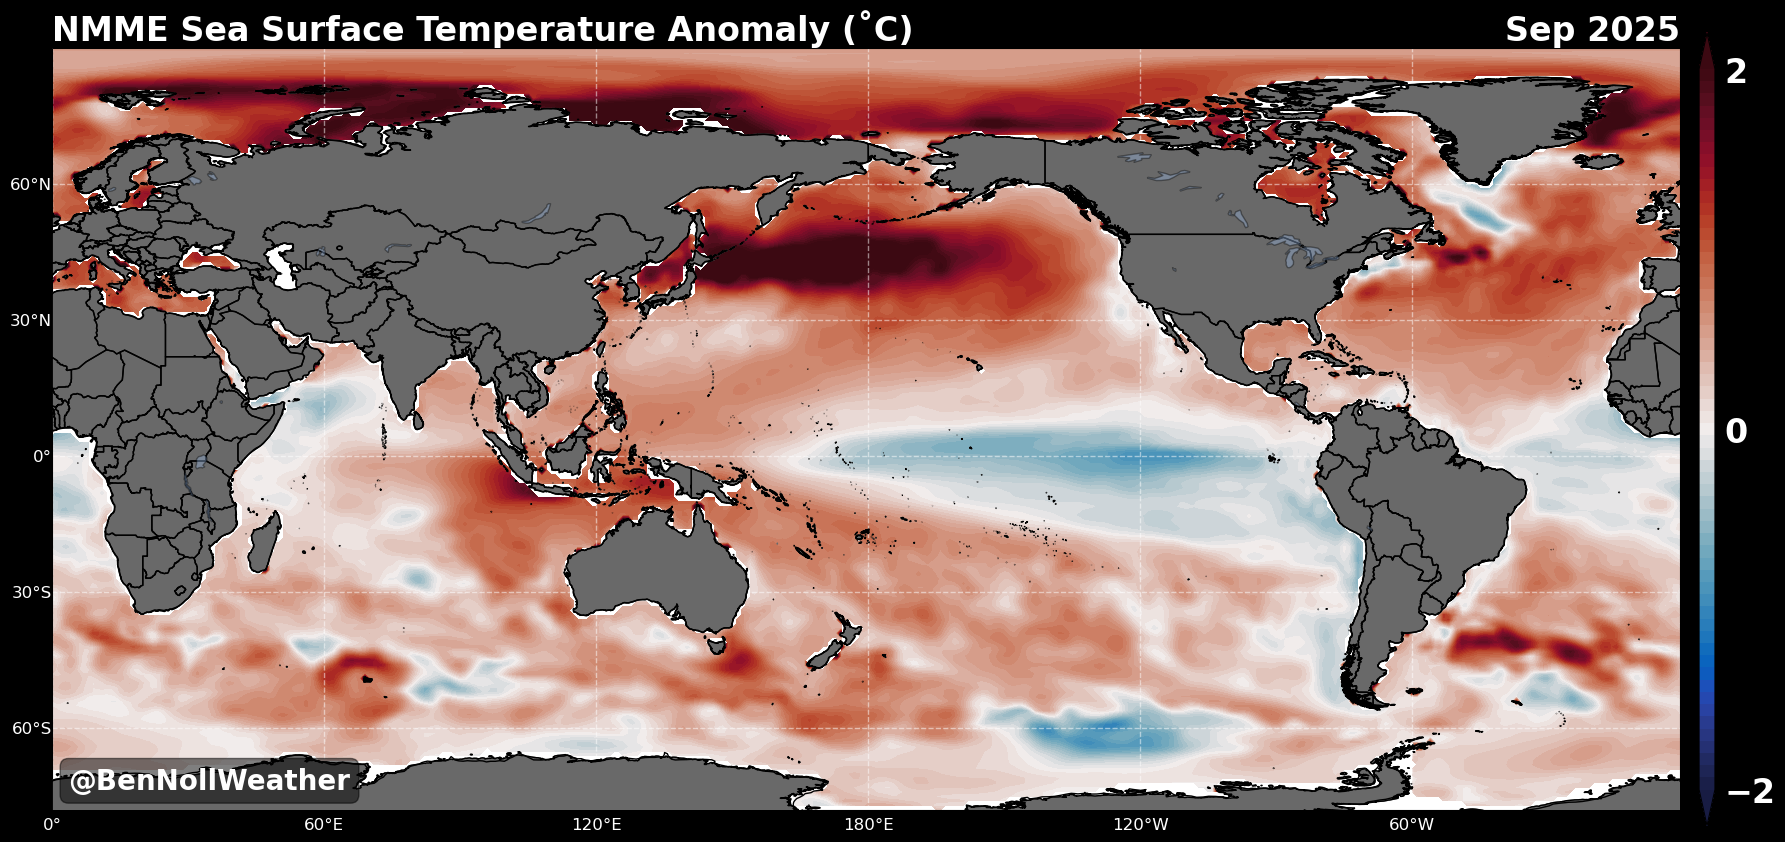 NMME Sea Surface Temperature Anomaly (˚C)
Sep 2025
2
0
−2
60°N
30°N
0°
30°S
60°S
@BenNollWeather
0°
60°E
120°E
180°E
120°W
60°W